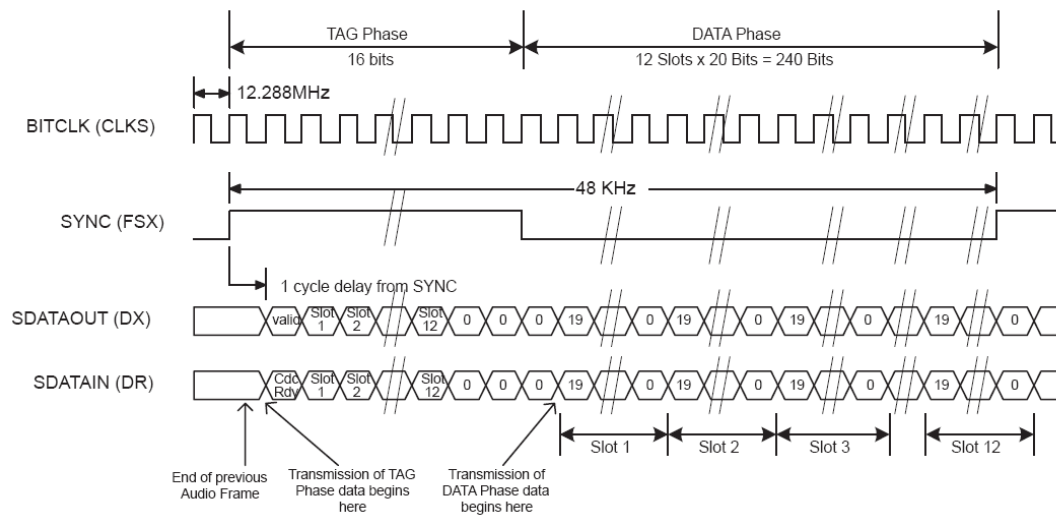 TAG Phase
DATA Phase
16 bits
12 Slots x 20 Bits = 240 Bits
12.288MHz
BITCLK (CLKS)
48 KHz
SYNC (FSX)
1 cycle delay from SYNC
SDATAOUT (DX)
valid Slot 1 Slot 2 Slot 12 0 0 0 19 0 19 0 19 0 19 0
SDATAIN (DR)
Cdc Rdy Slot 1 Slot 2 Slot 12 0 0 0 19 0 19 0 19 0 19 0
Slot 1 Slot 2 Slot 3 Slot 12
End of previous
Audio Frame
Transmission of TAG
Phase data begins
here
Transmission of
DATA Phase data
begins here